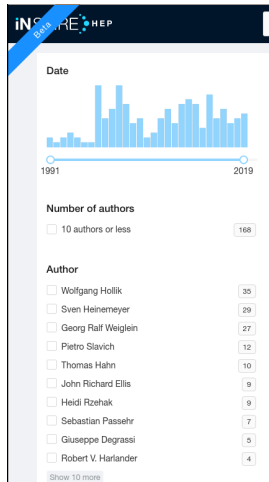 iNSPIRE HEP
Beta
Date
1991 2019
Number of authors
10 authors or less 168
Author
Wolfgang Hollik 35
Sven Heinemeyer 29
Georg Ralf Weiglein 27
Pietro Slavich 12
Thomas Hahn 10
John Richard Ellis 9
Heidi Rzehak 9
Sebastian Passehr 7
Giuseppe Degrassi 5
Robert V. Harlander 4
Show 10 more